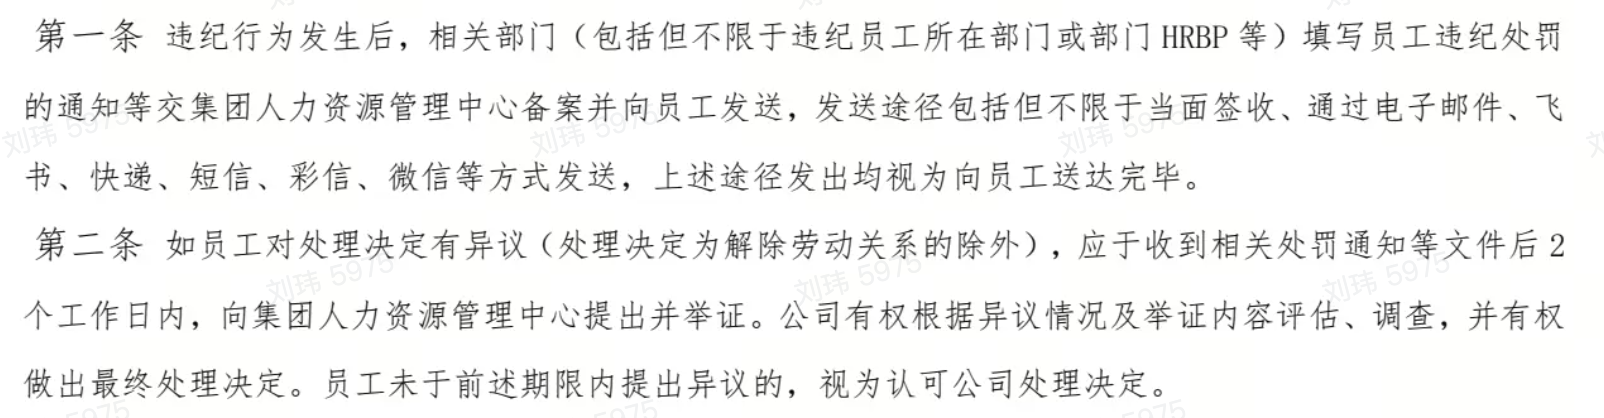 第一条 违纪行为发生后，相关部门（包括但不限于违纪员工所在部门或部门 HRBP 等）填写员工违纪处罚
的通知等交集团人力资源管理中心备案并向员工发送，发送途径包括但不限于当面签收、通过电子邮件、飞
书、快递、短信、彩信、微信等方式发送，上述途径发出均视为向员工送达完毕。
第二条 如员工对处理决定有异议（处理决定为解除劳动关系的除外），应于收到相关处罚通知等文件后 2
个工作日内，向集团人力资源管理中心提出并举证。公司有权根据异议情况及举证内容评估、调查，并有权
做出最终处理决定。员工未于前述期限内提出异议的，视为认可公司处理决定。
刘玮 5975
刘玮 5975
刘玮 5975
刘玮 5975
刘玮 5975
刘玮 5975